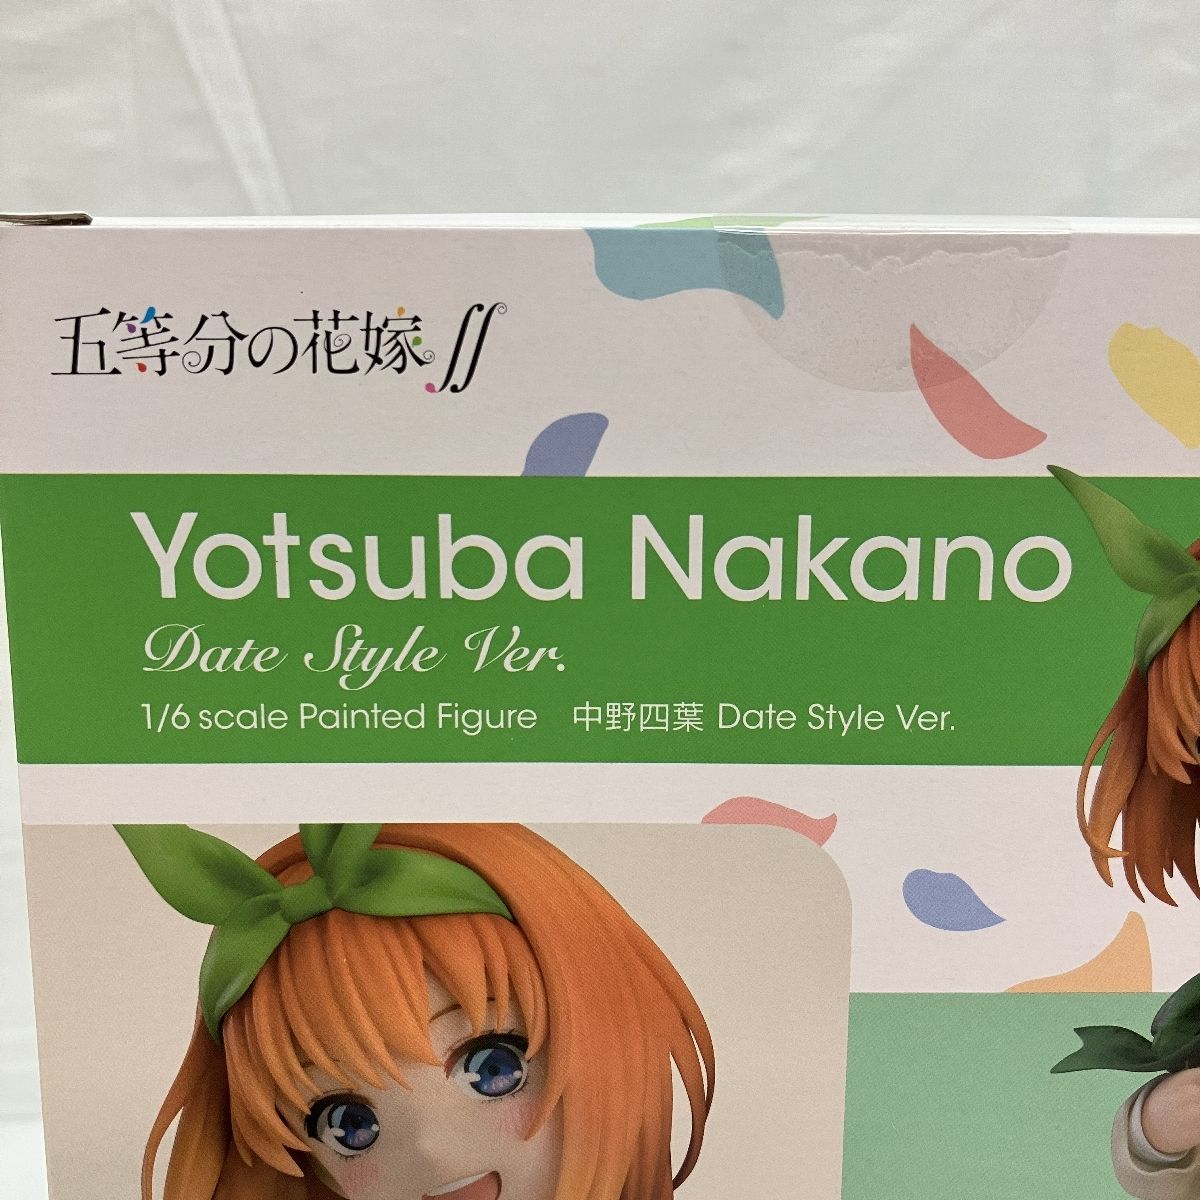 五等分の花嫁∬
Yotsuba Nakano
Date Style Ver.
1/6 scale Painted Figure 中野四葉 Date Style Ver.